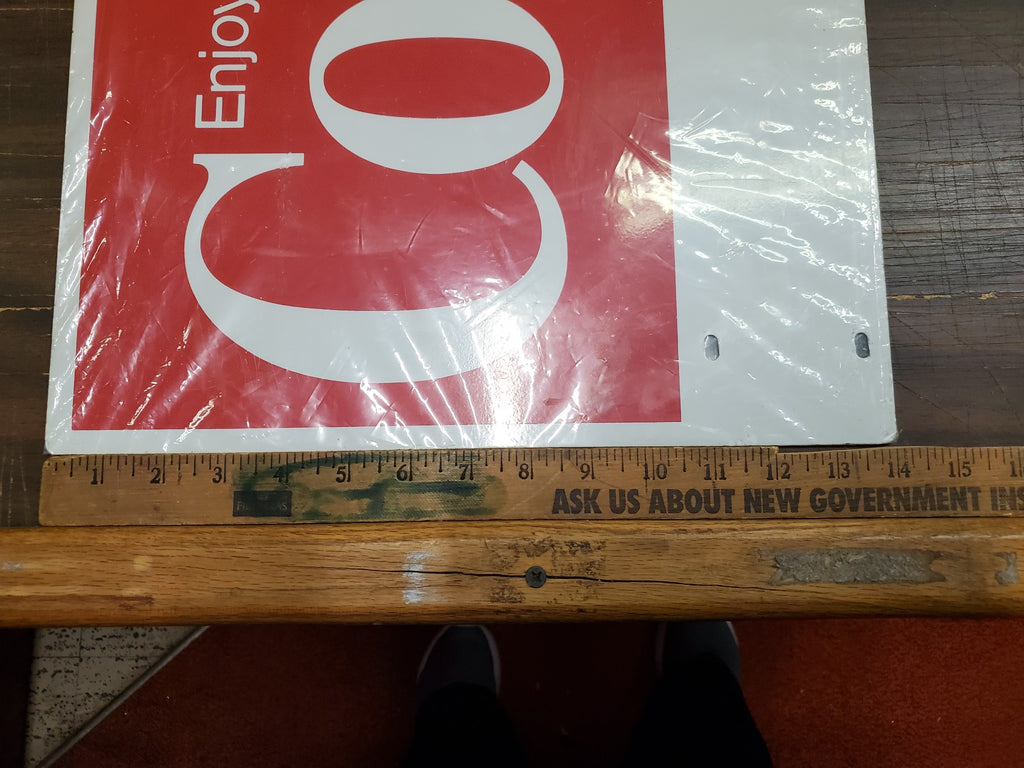 Enjoy
Co
1 2 3 4 5 6 7 8 9 10 11 12 13 14 15
ASK US ABOUT NEW GOVERNMENT INS